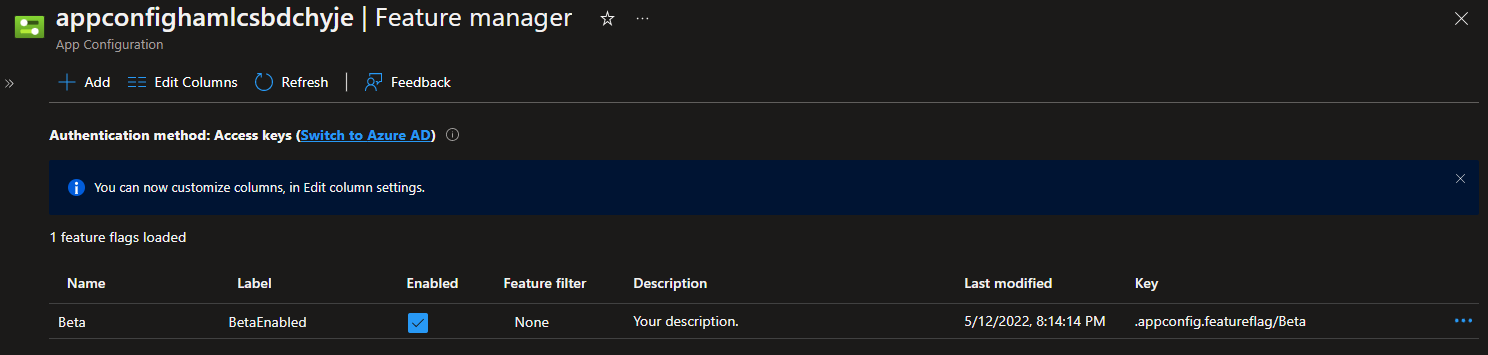 appconfighamlcsbdchyje | Feature manager
App Configuration
Add Edit Columns Refresh Feedback
Authentication method: Access keys (Switch to Azure AD)
You can now customize columns, in Edit column settings.
1 feature flags loaded
Name Label Enabled Feature filter Description Last modified Key
Beta BetaEnabled None Your description. 5/12/2022, 8:14:14 PM .appconfig.featureflag/Beta